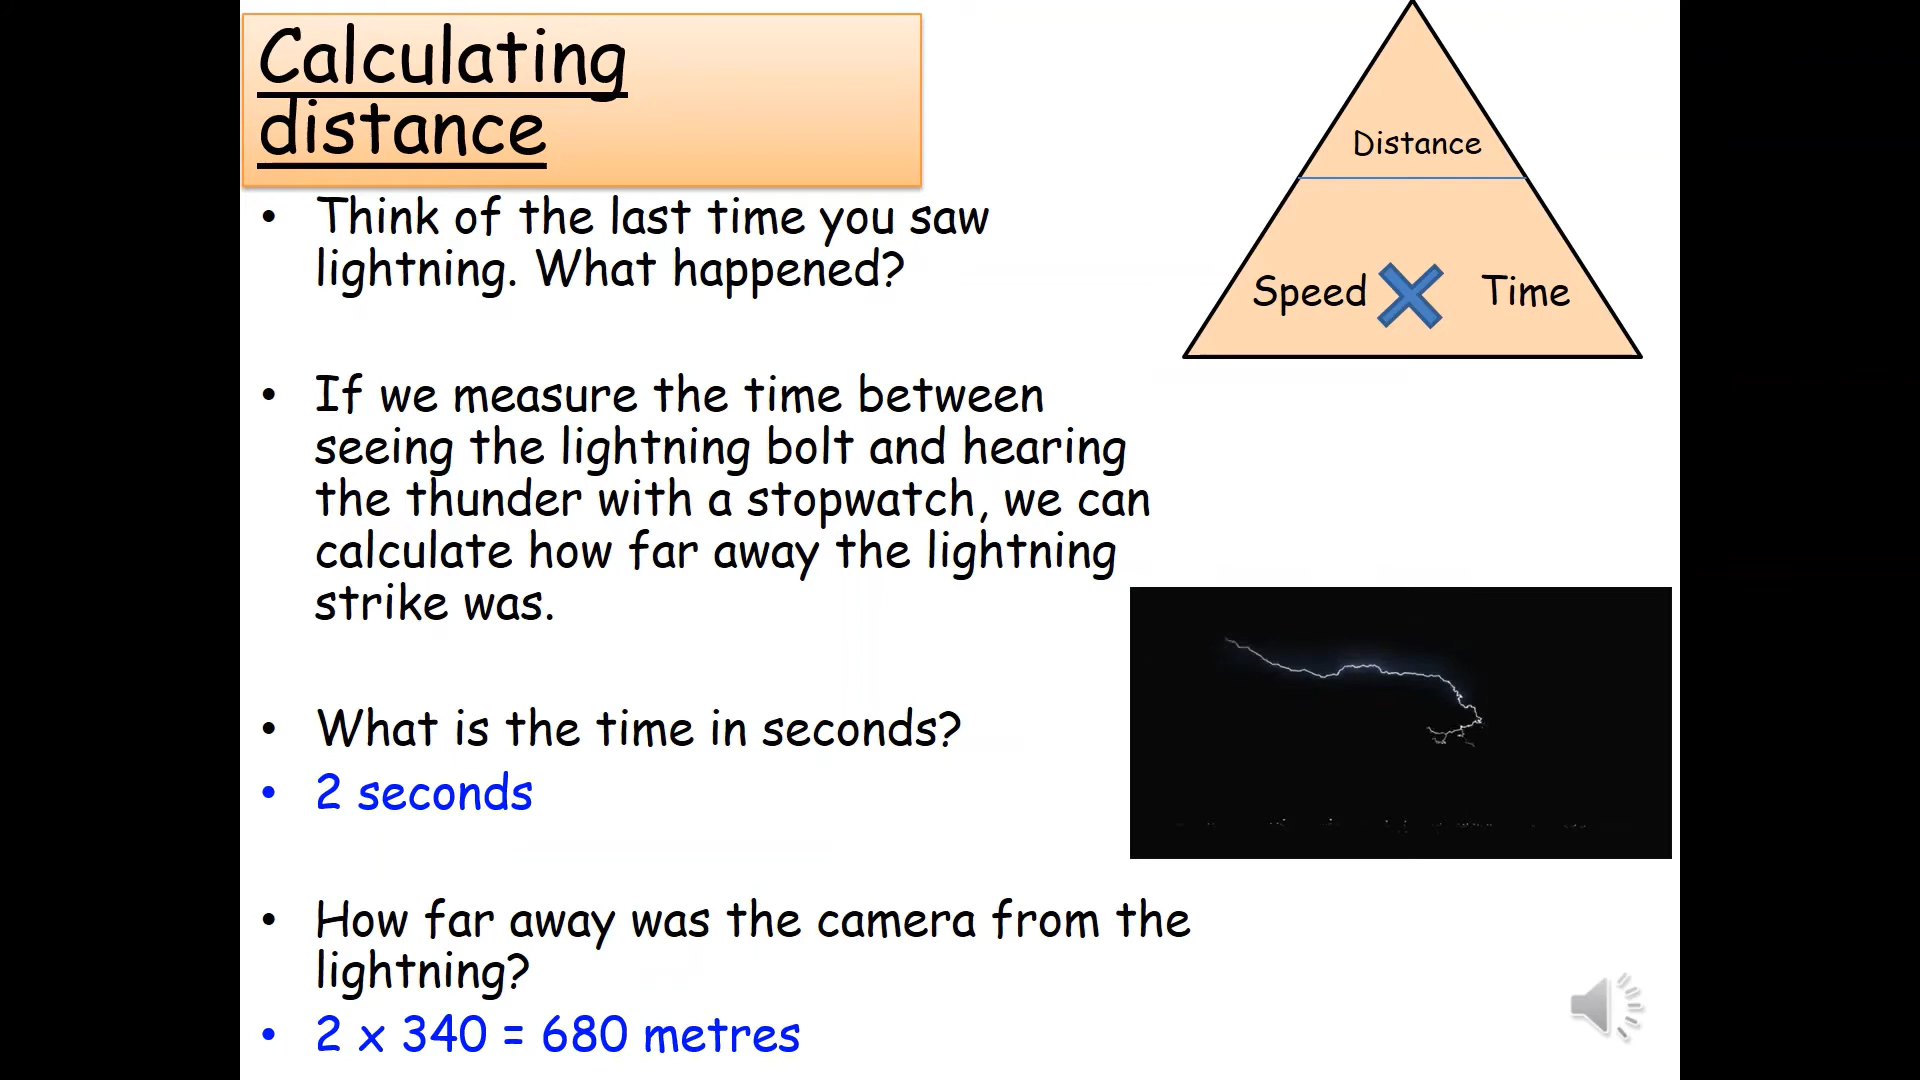 Calculating
distance
Distance
Speed Time
• Think of the last time you saw
lightning. What happened?
• If we measure the time between
seeing the lightning bolt and hearing
the thunder with a stopwatch, we can
calculate how far away the lightning
strike was.
• What is the time in seconds?
• 2 seconds
• How far away was the camera from the
lightning?
• 2 x 340 = 680 metres